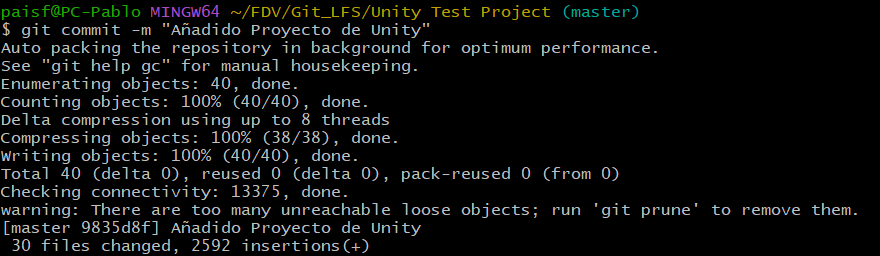 paisf@PC-Pablo MINGW64 ~/FDV/Git_LFS/Unity Test Project (master)
$ git commit -m "Añadido Proyecto de Unity"
Auto packing the repository in background for optimum performance.
See "git help gc" for manual housekeeping.
Enumerating objects: 40, done.
Counting objects: 100% (40/40), done.
Delta compression using up to 8 threads
Compressing objects: 100% (38/38), done.
Writing objects: 100% (40/40), done.
Total 40 (delta 0), reused 0 (delta 0), pack-reused 0 (from 0)
Checking connectivity: 13375, done.
warning: There are too many unreachable loose objects; run 'git prune' to remove them.
[master 9835d8f] Añadido Proyecto de Unity
 30 files changed, 2592 insertions(+)